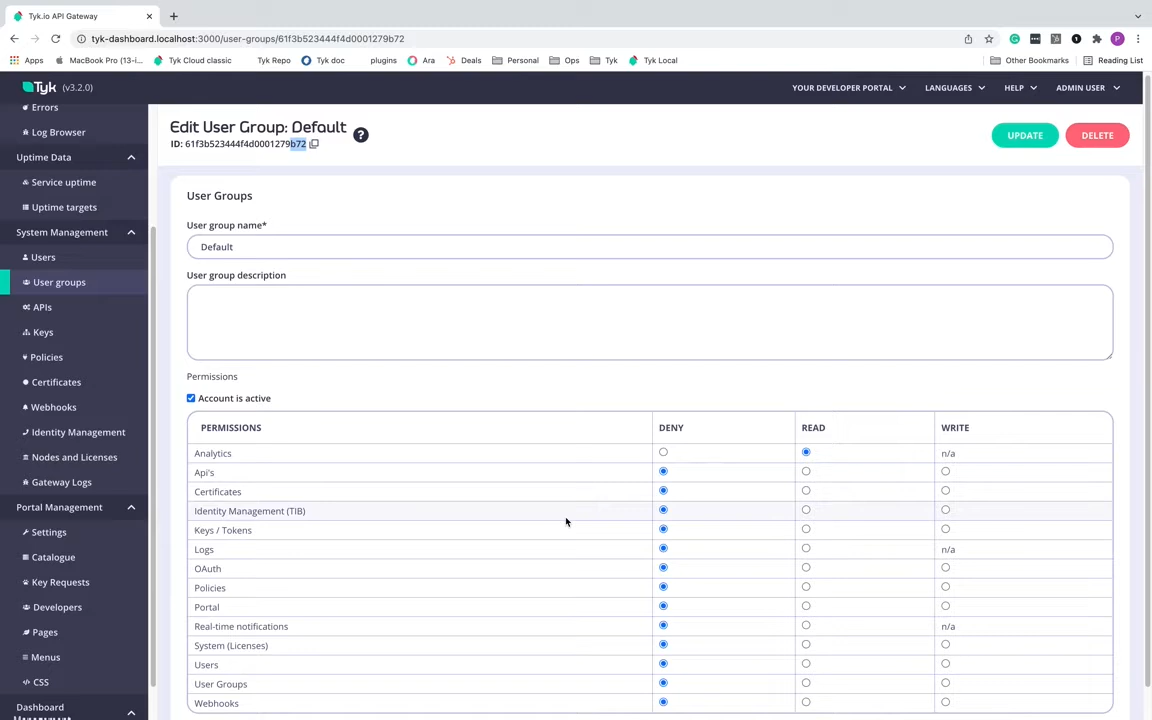 Tyk.io API Gateway
tyk-dashboard.localhost:3000/user-groups/61f3b523444f4d0001279b72
P
Apps
MacBook Pro (13-i...
Tyk Cloud classic
Tyk Repo
Tyk doc
plugins
Ara
Deals
Personal
Ops
Tyk
Tyk Local
Other Bookmarks
Reading List
Tyk (v3.2.0)
YOUR DEVELOPER PORTAL
LANGUAGES
HELP
ADMIN USER
Errors
Log Browser
Uptime Data
Service uptime
Uptime targets
System Management
Users
User groups
APIs
Keys
Policies
Certificates
Webhooks
Identity Management
Nodes and Licenses
Gateway Logs
Portal Management
Settings
Catalogue
Key Requests
Developers
Pages
Menus
CSS
Dashboard
Management
Edit User Group: Default
ID: 61f3b523444f4d0001279b72
UPDATE
DELETE
User Groups
User group name*
Default
User group description
Permissions
Account is active
PERMISSIONS DENY READ WRITE
Analytics n/a
Api's
Certificates
Identity Management (TIB)
Keys / Tokens
Logs n/a
OAuth
Policies
Portal
Real-time notifications n/a
System (Licenses)
Users
User Groups
Webhooks